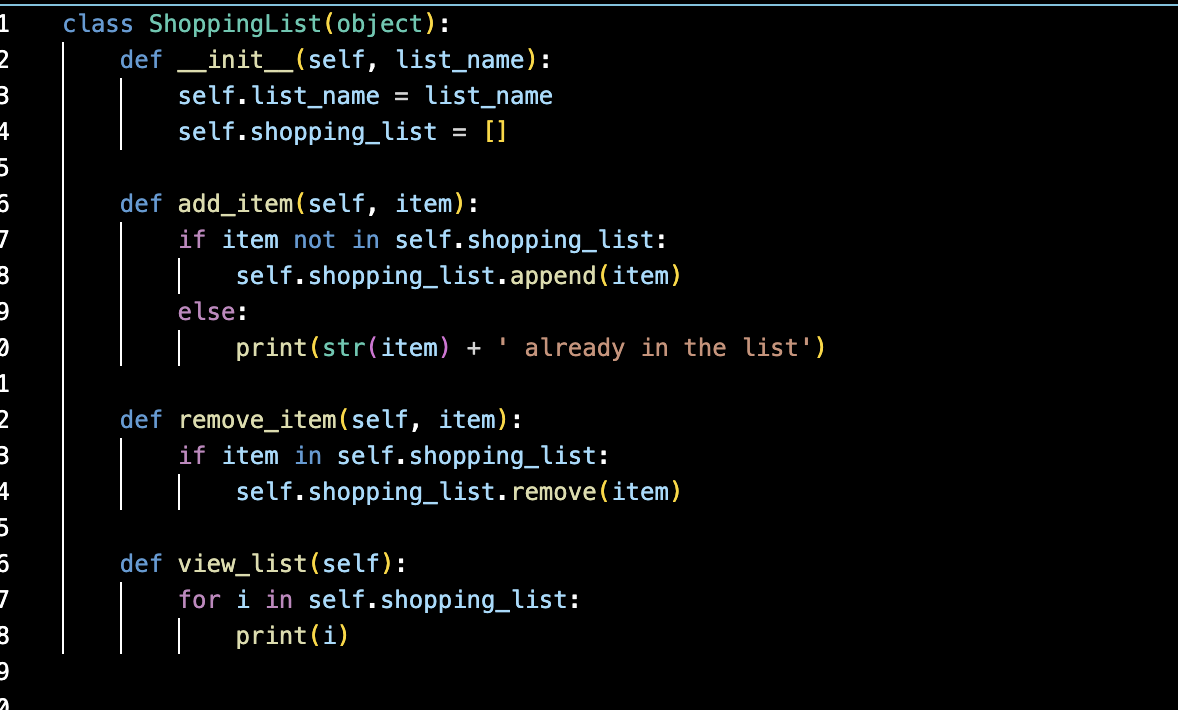 1 class ShoppingList(object):
2 def __init__(self, list_name):
3 self.list_name = list_name
4 self.shopping_list = []
5
6 def add_item(self, item):
7 if item not in self.shopping_list:
8 self.shopping_list.append(item)
9 else:
0 print(str(item) + ' already in the list')
1
2 def remove_item(self, item):
3 if item in self.shopping_list:
4 self.shopping_list.remove(item)
5
6 def view_list(self):
7 for i in self.shopping_list:
8 print(i)
9
0